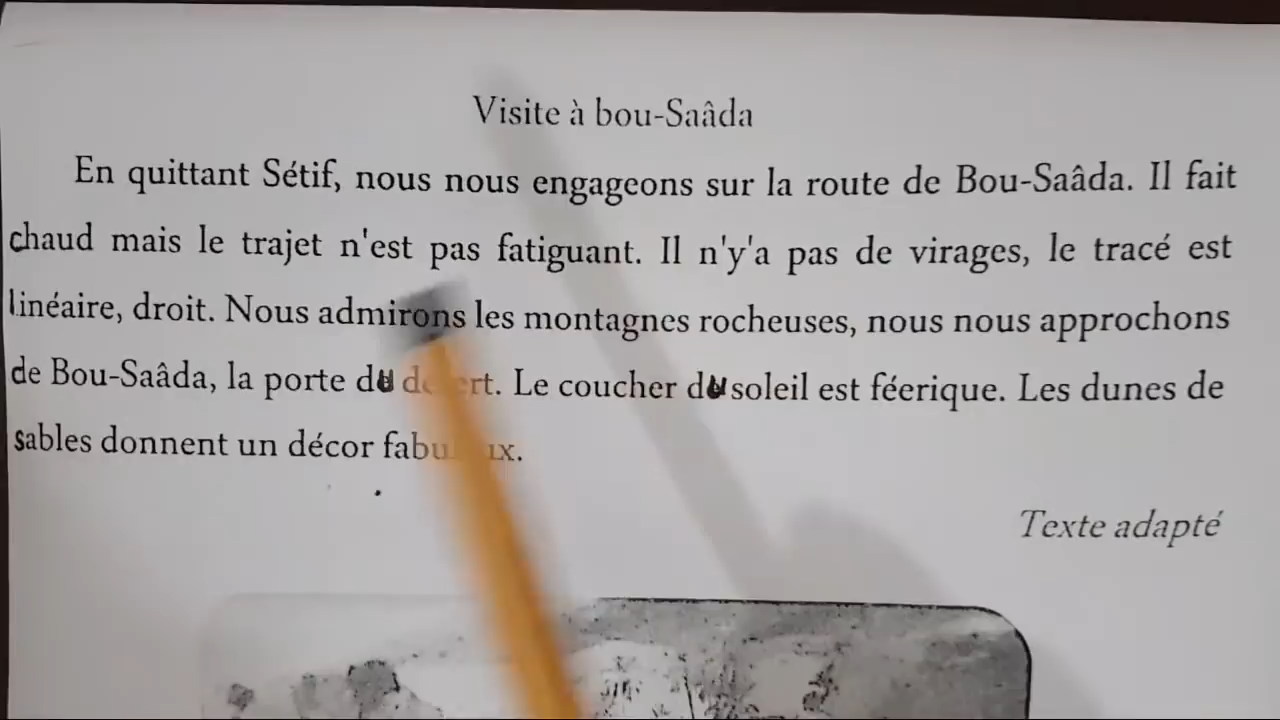 Visite à bou-Saâda
En quittant Sétif, nous nous engageons sur la route de Bou-Saâda. Il fait
chaud mais le trajet n'est pas fatiguant. Il n'y'a pas de virages, le tracé est
linéaire, droit. Nous admirons les montagnes rocheuses, nous nous approchons
de Bou-Saâda, la porte du. Le coucher du soleil est féerique. Les dunes de
sables donnent un décor
Texte adapté